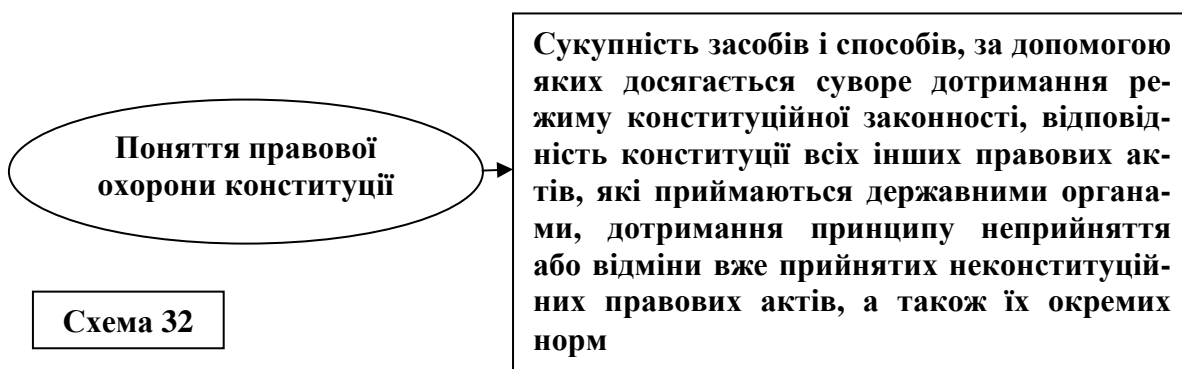 Поняття правової
охорони конституції
Сукупність засобів і способів, за допомогою
яких досягається суворе дотримання ре-
жиму конституційної законності, відповід-
ність конституції всіх інших правових ак-
тів, які приймаються державними органа-
ми, дотримання принципу неприйняття
або відміни вже прийнятих неконституцій-
них правових актів, а також їх окремих
норм
Схема 32